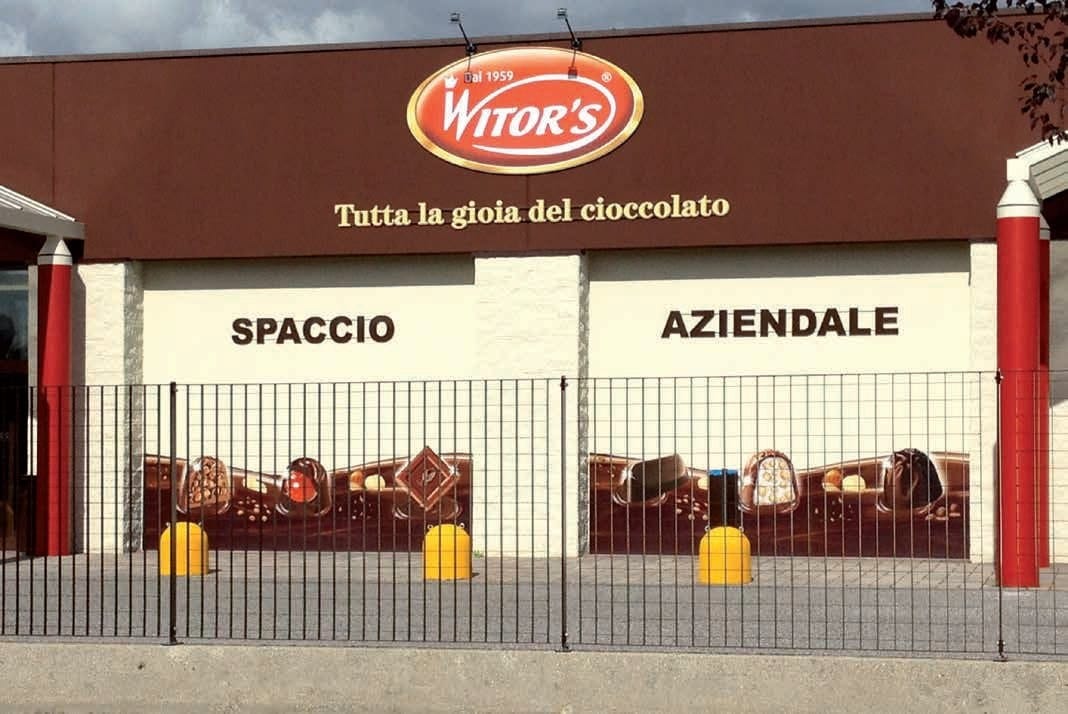 Dal 1959
WITOR'S ®
Tutta la gioia del cioccolato
SPACCIO AZIENDALE